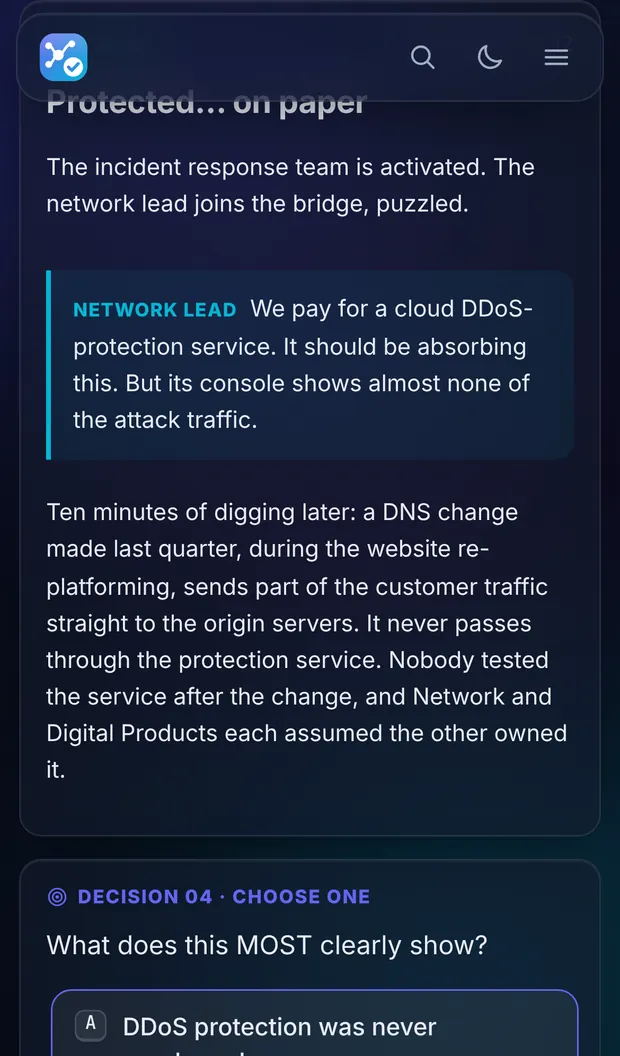 Protected... on paper
The incident response team is activated. The
network lead joins the bridge, puzzled.
NETWORK LEAD We pay for a cloud DDoS-
protection service. It should be absorbing
this. But its console shows almost none of
the attack traffic.
Ten minutes of digging later: a DNS change
made last quarter, during the website re-
platforming, sends part of the customer traffic
straight to the origin servers. It never passes
through the protection service. Nobody tested
the service after the change, and Network and
Digital Products each assumed the other owned
it.
DECISION 04 · CHOOSE ONE
What does this MOST clearly show?
A DDoS protection was never